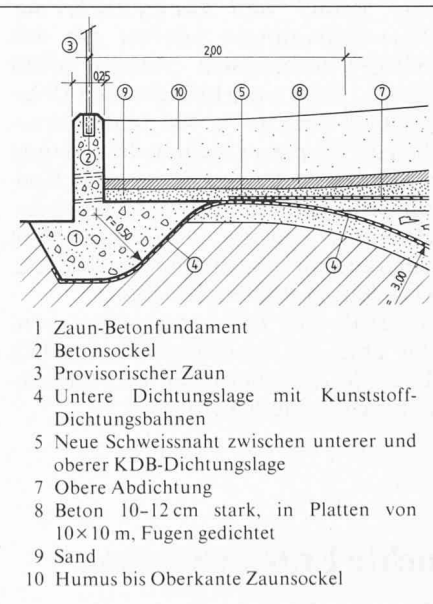 3
2,00
0,25
9
10
5
8
7
2
1
r=0,50
4
4
= 3,00
1 Zaun-Betonfundament
2 Betonsockel
3 Provisorischer Zaun
4 Untere Dichtungslage mit Kunststoff-
Dichtungsbahnen
5 Neue Schweissnaht zwischen unterer und
oberer KDB-Dichtungslage
7 Obere Abdichtung
8 Beton 10–12 cm stark, in Platten von
10×10 m, Fugen gedichtet
9 Sand
10 Humus bis Oberkante Zaunsockel